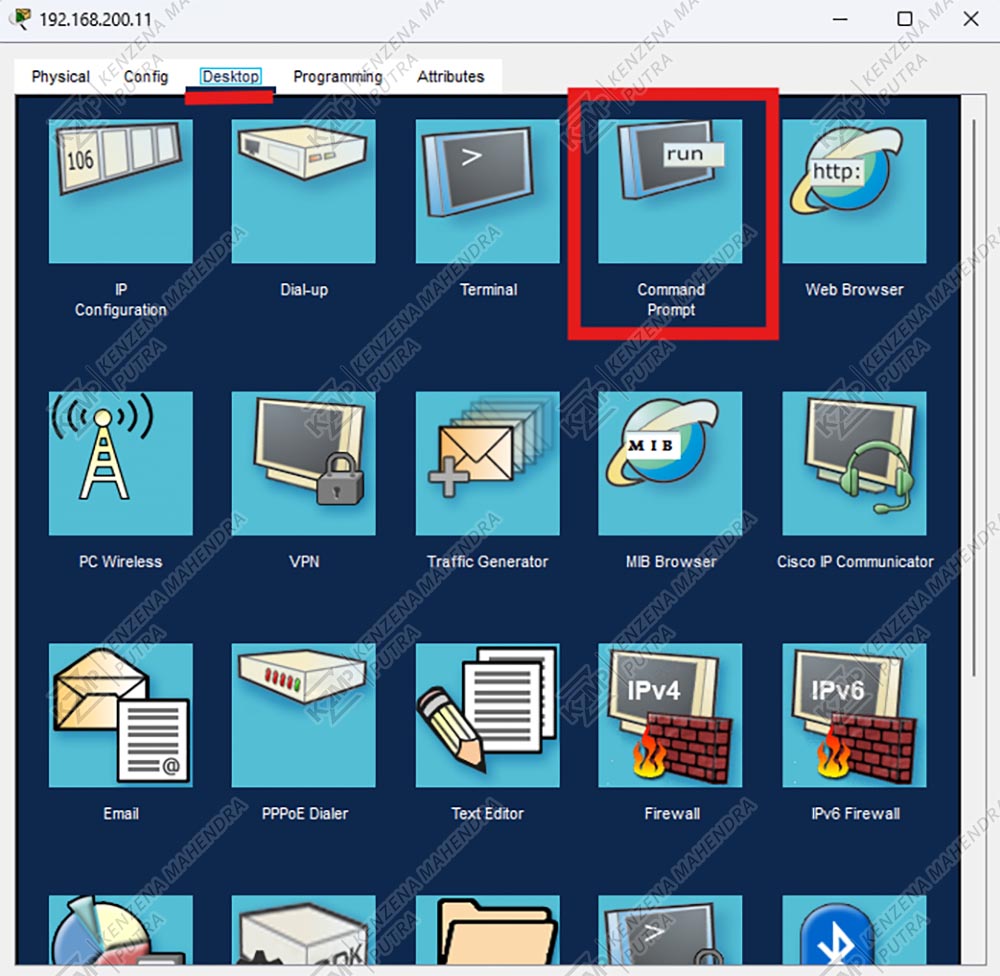 192.168.200.11
Physical Config Desktop Programming Attributes
106
>
run
http:
IP
Configuration
Dial-up
Terminal
Command
Prompt
Web Browser
MIB
PC Wireless
VPN
Traffic Generator
MIB Browser
Cisco IP Communicator
@
IPv4
IPv6
Email
PPPoE Dialer
Text Editor
Firewall
IPv6 Firewall
>
KMP KENZENA MAHENDRA
PUTRA